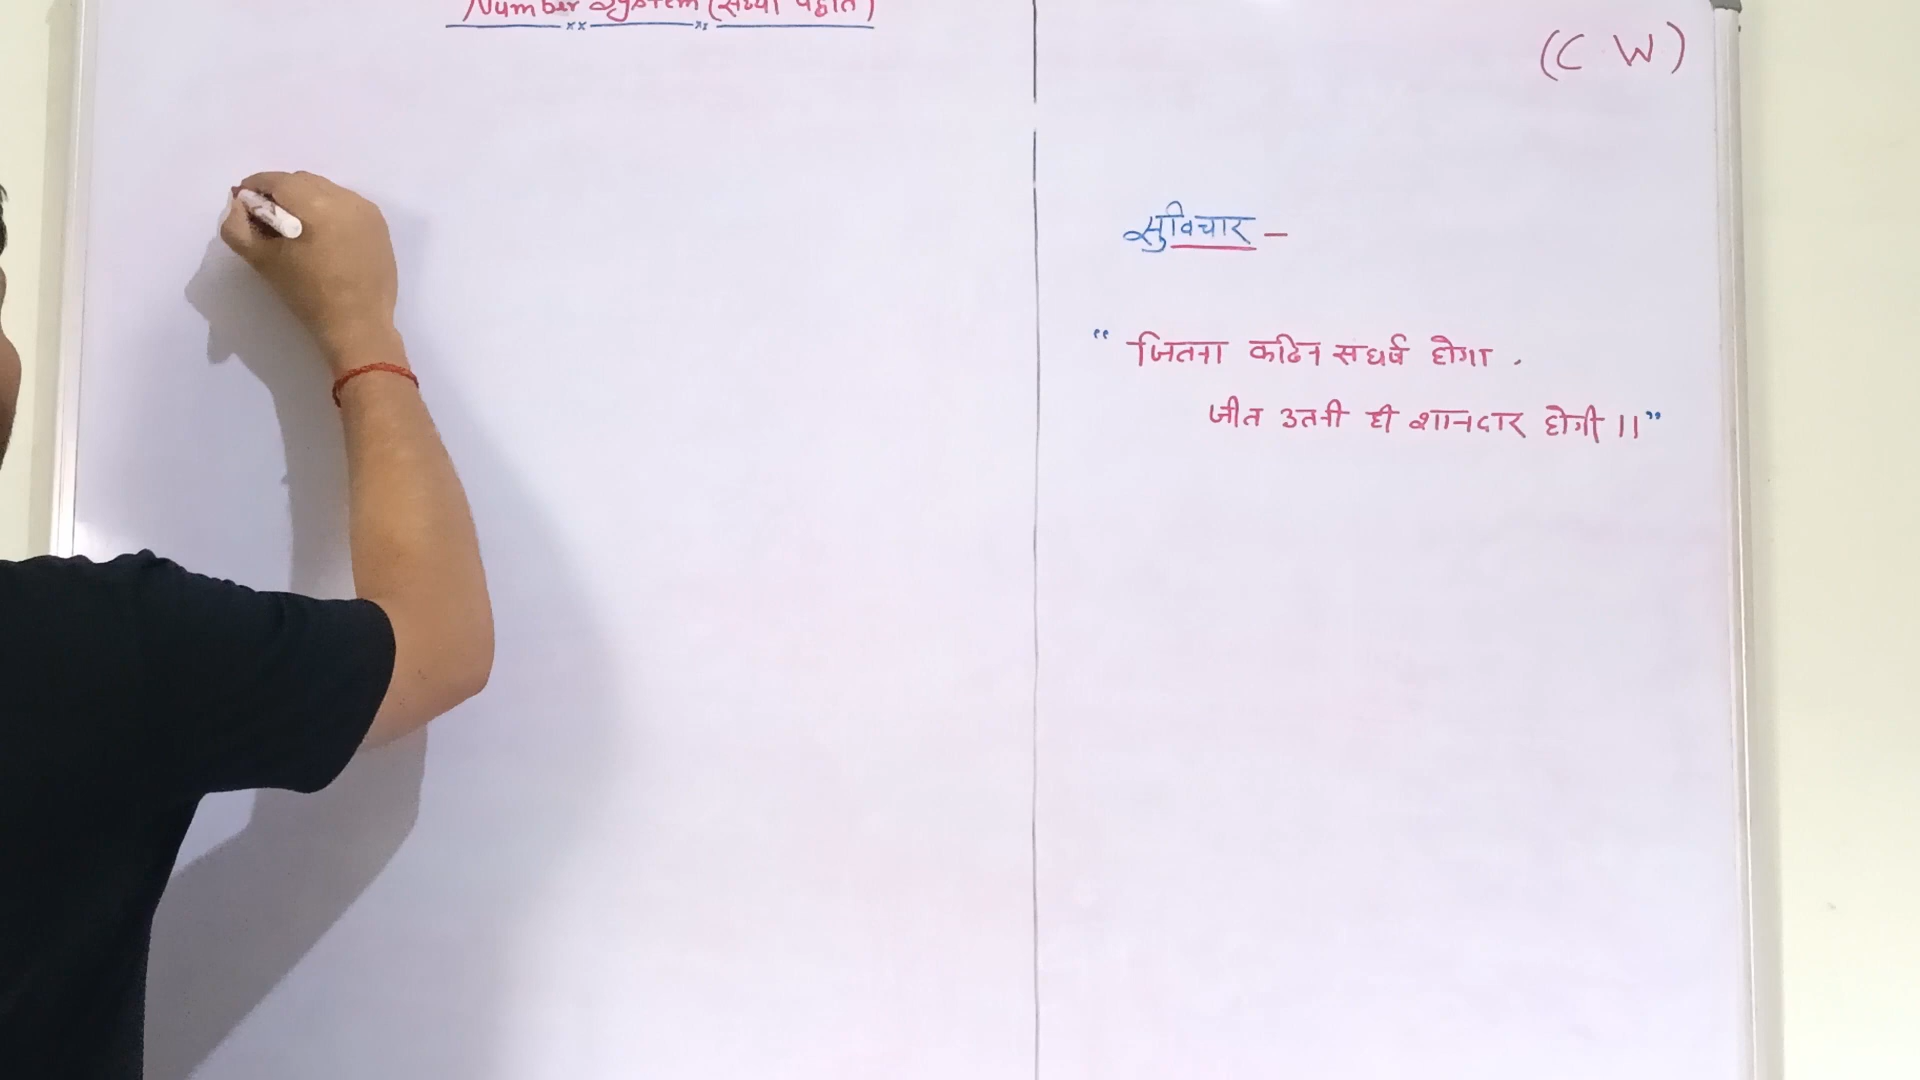 Number System (संख्या पद्धति)
(C W)
सुविचार -
“ जितना कठिन संघर्ष होगा .
जीत उतनी ही शानदार होगी ।। ”